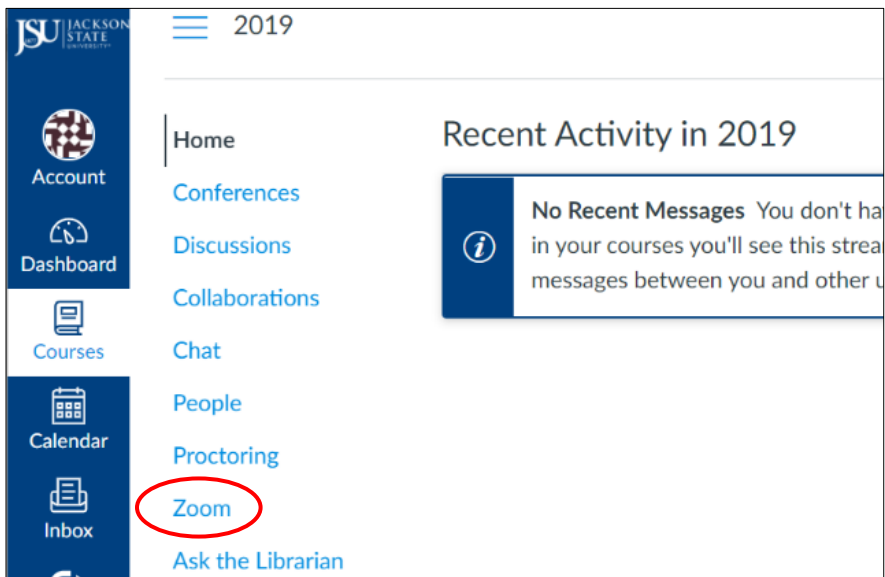 JSU JACKSON
STATE
UNIVERSITY
2019
Account
Dashboard
Courses
Calendar
Inbox
Home
Conferences
Discussions
Collaborations
Chat
People
Proctoring
Zoom
Ask the Librarian
Recent Activity in 2019
No Recent Messages You don't ha
in your courses you'll see this strea
messages between you and other u